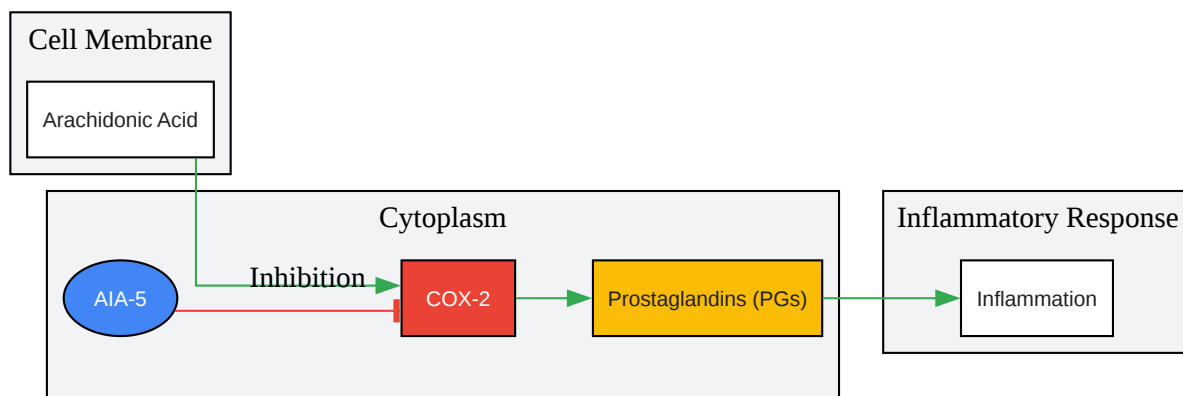 Cell Membrane
Arachidonic Acid
Cytoplasm
Inflammatory Response
Inhibition
AIA-5
COX-2
Prostaglandins (PGs)
Inflammation